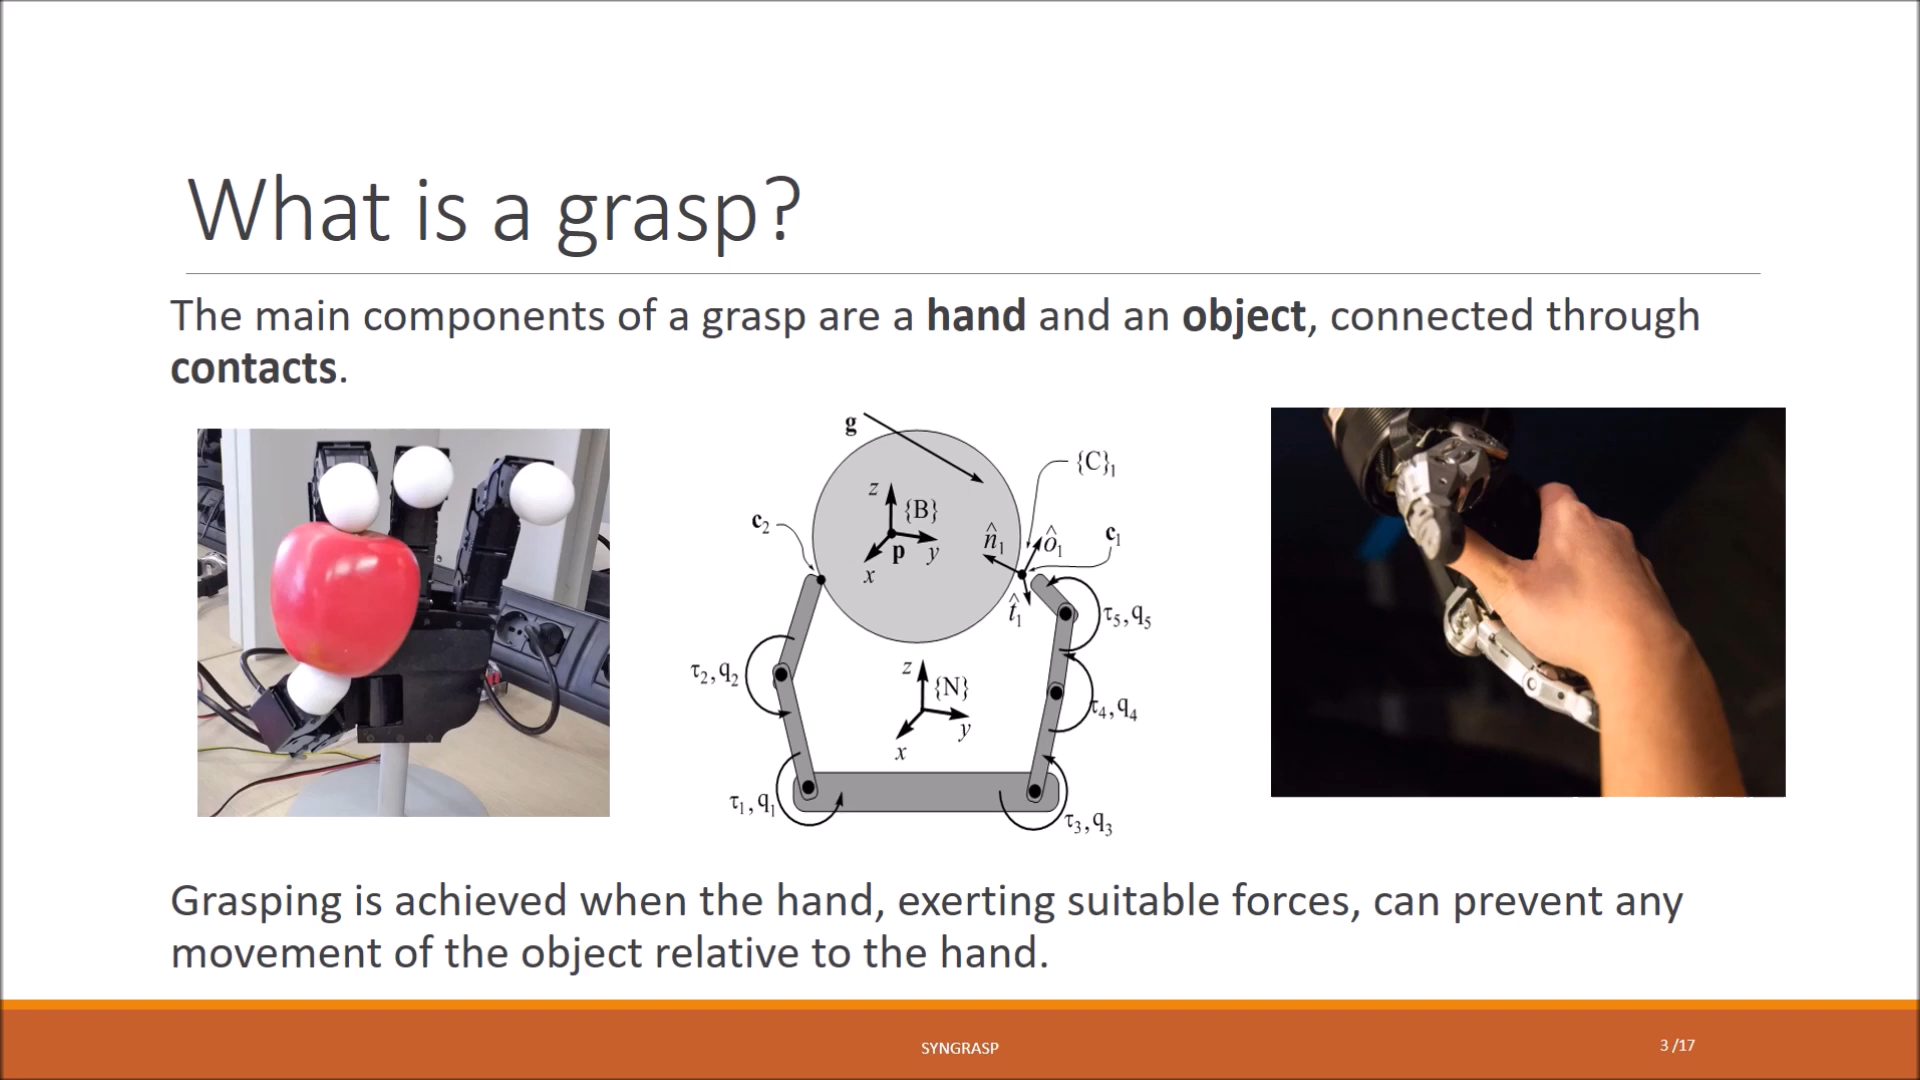 What is a grasp?
The main components of a grasp are a hand and an object, connected through
contacts.
g
{C}₁
z
{B}
c₂
n̂₁
ô₁
c₁
p
y
x
t̂₁
τ₅,q₅
τ₂,q₂
z
{N}
τ₄,q₄
y
x
τ₁,q₁
τ₃,q₃
Grasping is achieved when the hand, exerting suitable forces, can prevent any
movement of the object relative to the hand.
SYNGRASP
3 /17